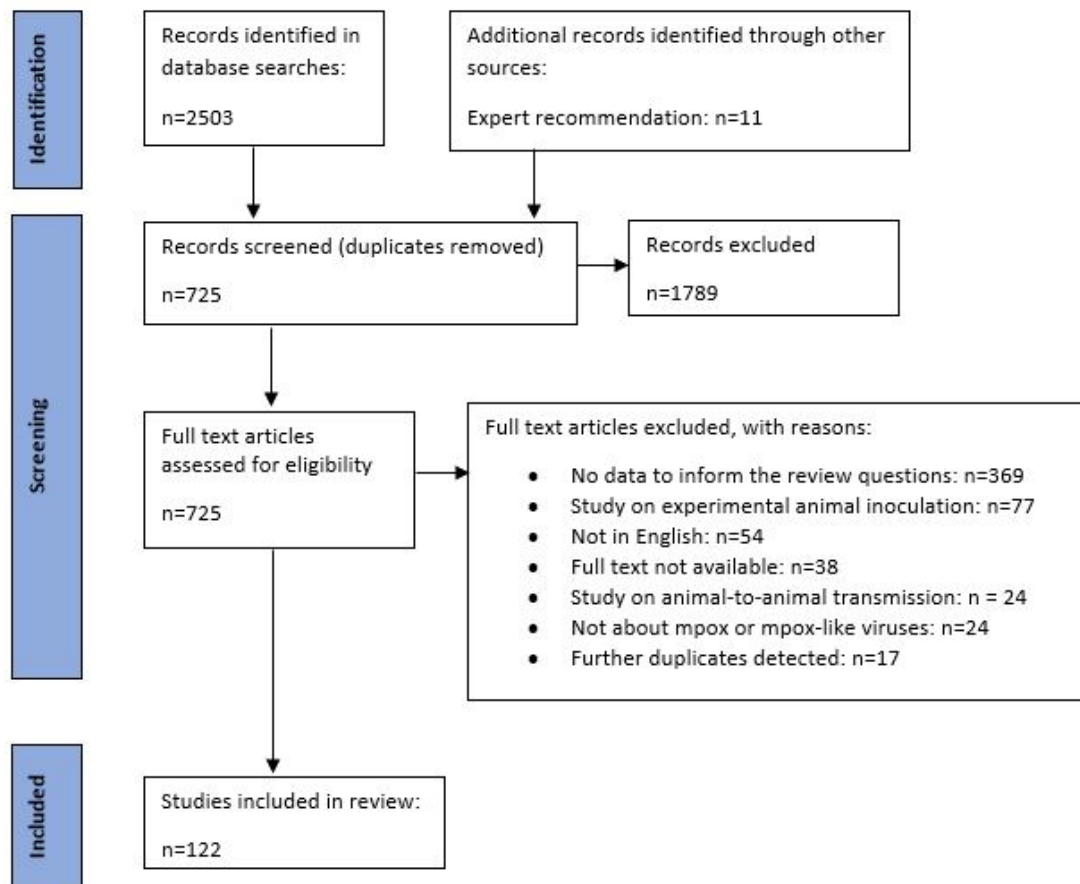 Identification
Records identified in
database searches:
n=2503
Additional records identified through other
sources:
Expert recommendation: n=11
Screening
Records screened (duplicates removed)
n=725
Records excluded
n=1789
Full text articles
assessed for eligibility
n=725
Full text articles excluded, with reasons:
• No data to inform the review questions: n=369
• Study on experimental animal inoculation: n=77
• Not in English: n=54
• Full text not available: n=38
• Study on animal-to-animal transmission: n = 24
• Not about mpox or mpox-like viruses: n=24
• Further duplicates detected: n=17
Included
Studies included in review:
n=122